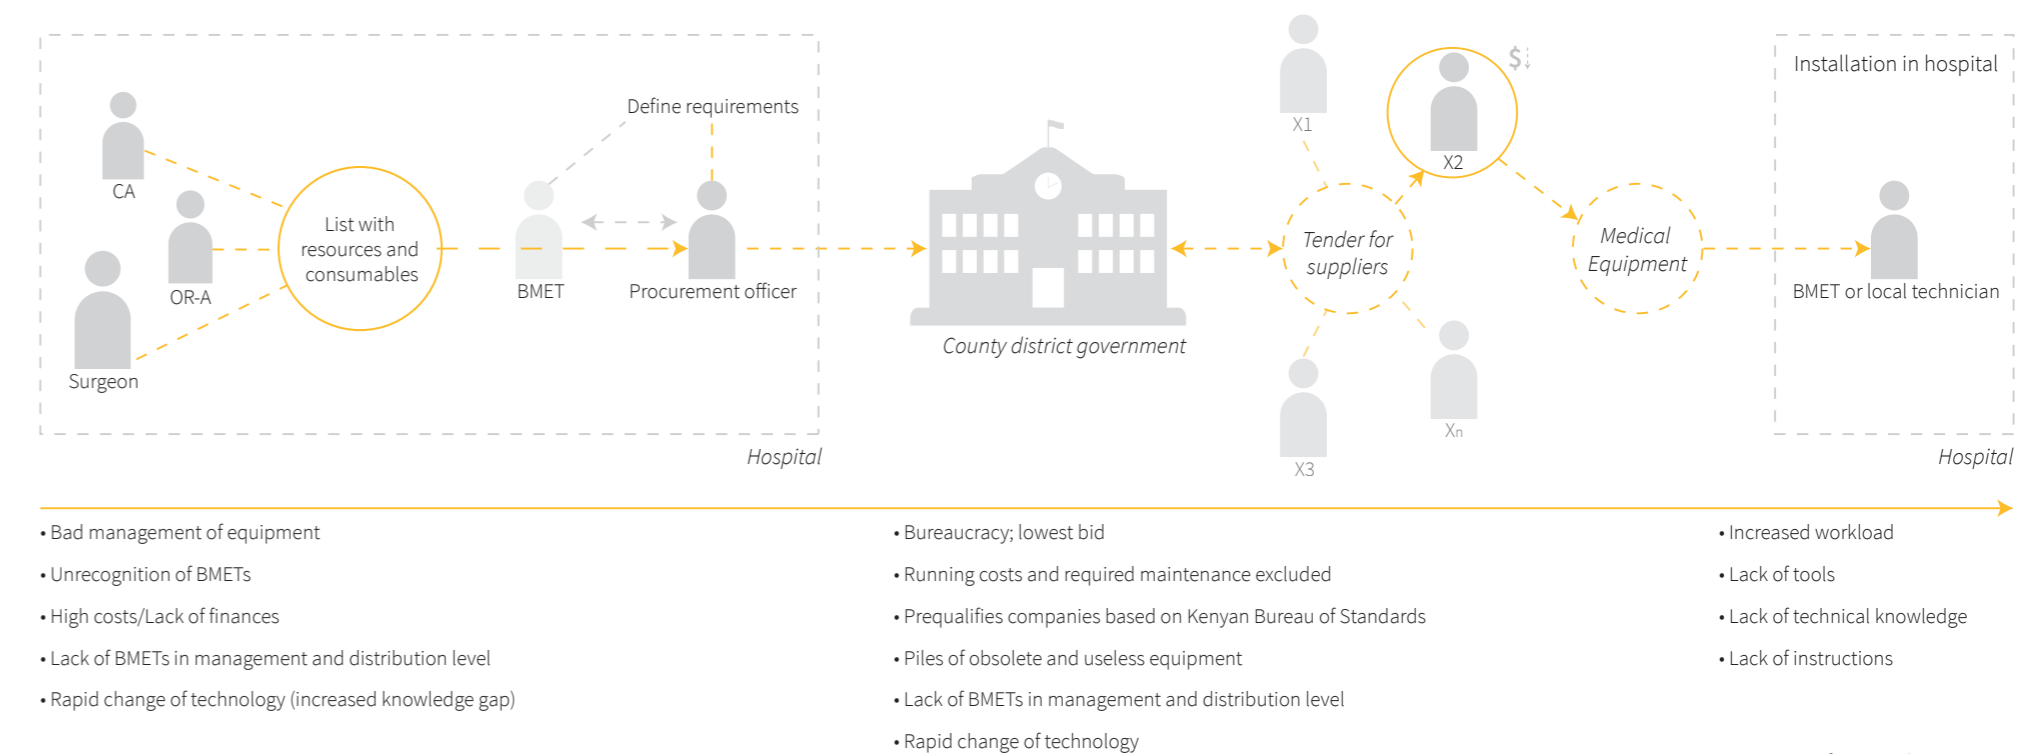 Installation in hospital
Define requirements
X1
$
X2
CA
List with
resources and
consumables
Tender for
suppliers
Medical
Equipment
OR-A
BMET
Procurement officer
BMET or local technician
County district government
Surgeon
Xn
X3
Hospital
Hospital
• Bad management of equipment
• Unrecognition of BMETs
• High costs/Lack of finances
• Lack of BMETs in management and distribution level
• Rapid change of technology (increased knowledge gap)
• Bureaucracy; lowest bid
• Running costs and required maintenance excluded
• Prequalifies companies based on Kenyan Bureau of Standards
• Piles of obsolete and useless equipment
• Lack of BMETs in management and distribution level
• Rapid change of technology
• Increased workload
• Lack of tools
• Lack of technical knowledge
• Lack of instructions